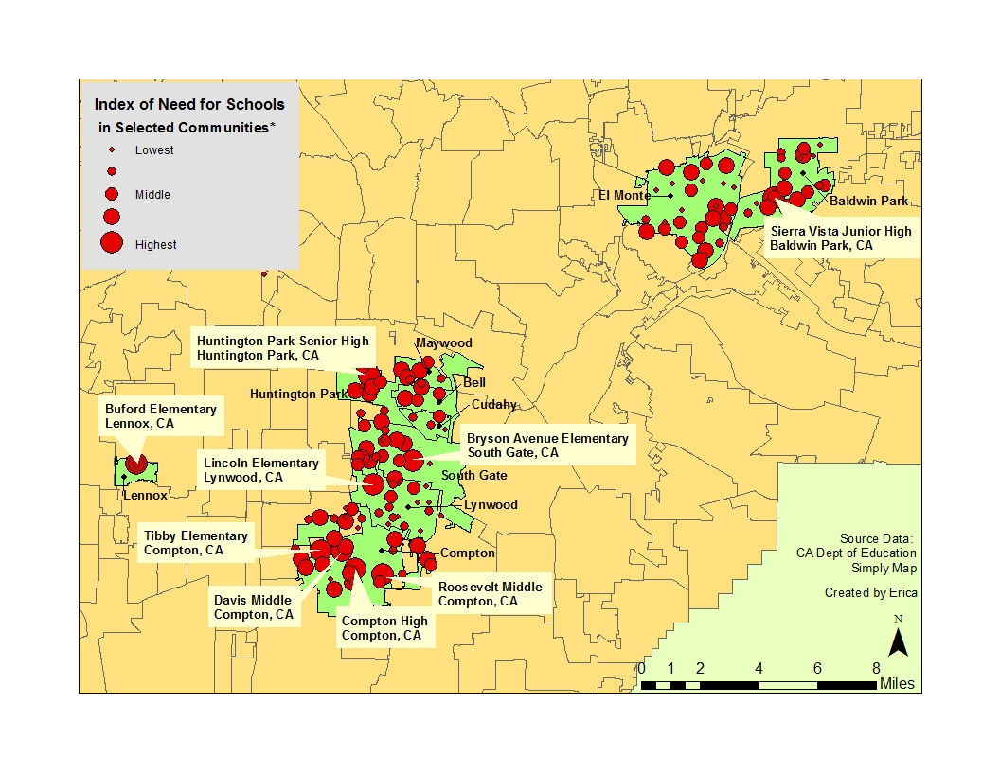 Index of Need for Schools
in Selected Communities*
Lowest
Middle
Highest
El Monte
Baldwin Park
Sierra Vista Junior High
Baldwin Park, CA
Huntington Park Senior High
Huntington Park, CA
Maywood
Bell
Huntington Park
Cudahy
Buford Elementary
Lennox, CA
Bryson Avenue Elementary
South Gate, CA
Lincoln Elementary
Lynwood, CA
South Gate
Lennox
Lynwood
Tibby Elementary
Compton, CA
Compton
Source Data:
CA Dept of Education
Simply Map
Created by Erica
Roosevelt Middle
Compton, CA
Davis Middle
Compton, CA
Compton High
Compton, CA
N
0 1 2 4 6 8
Miles